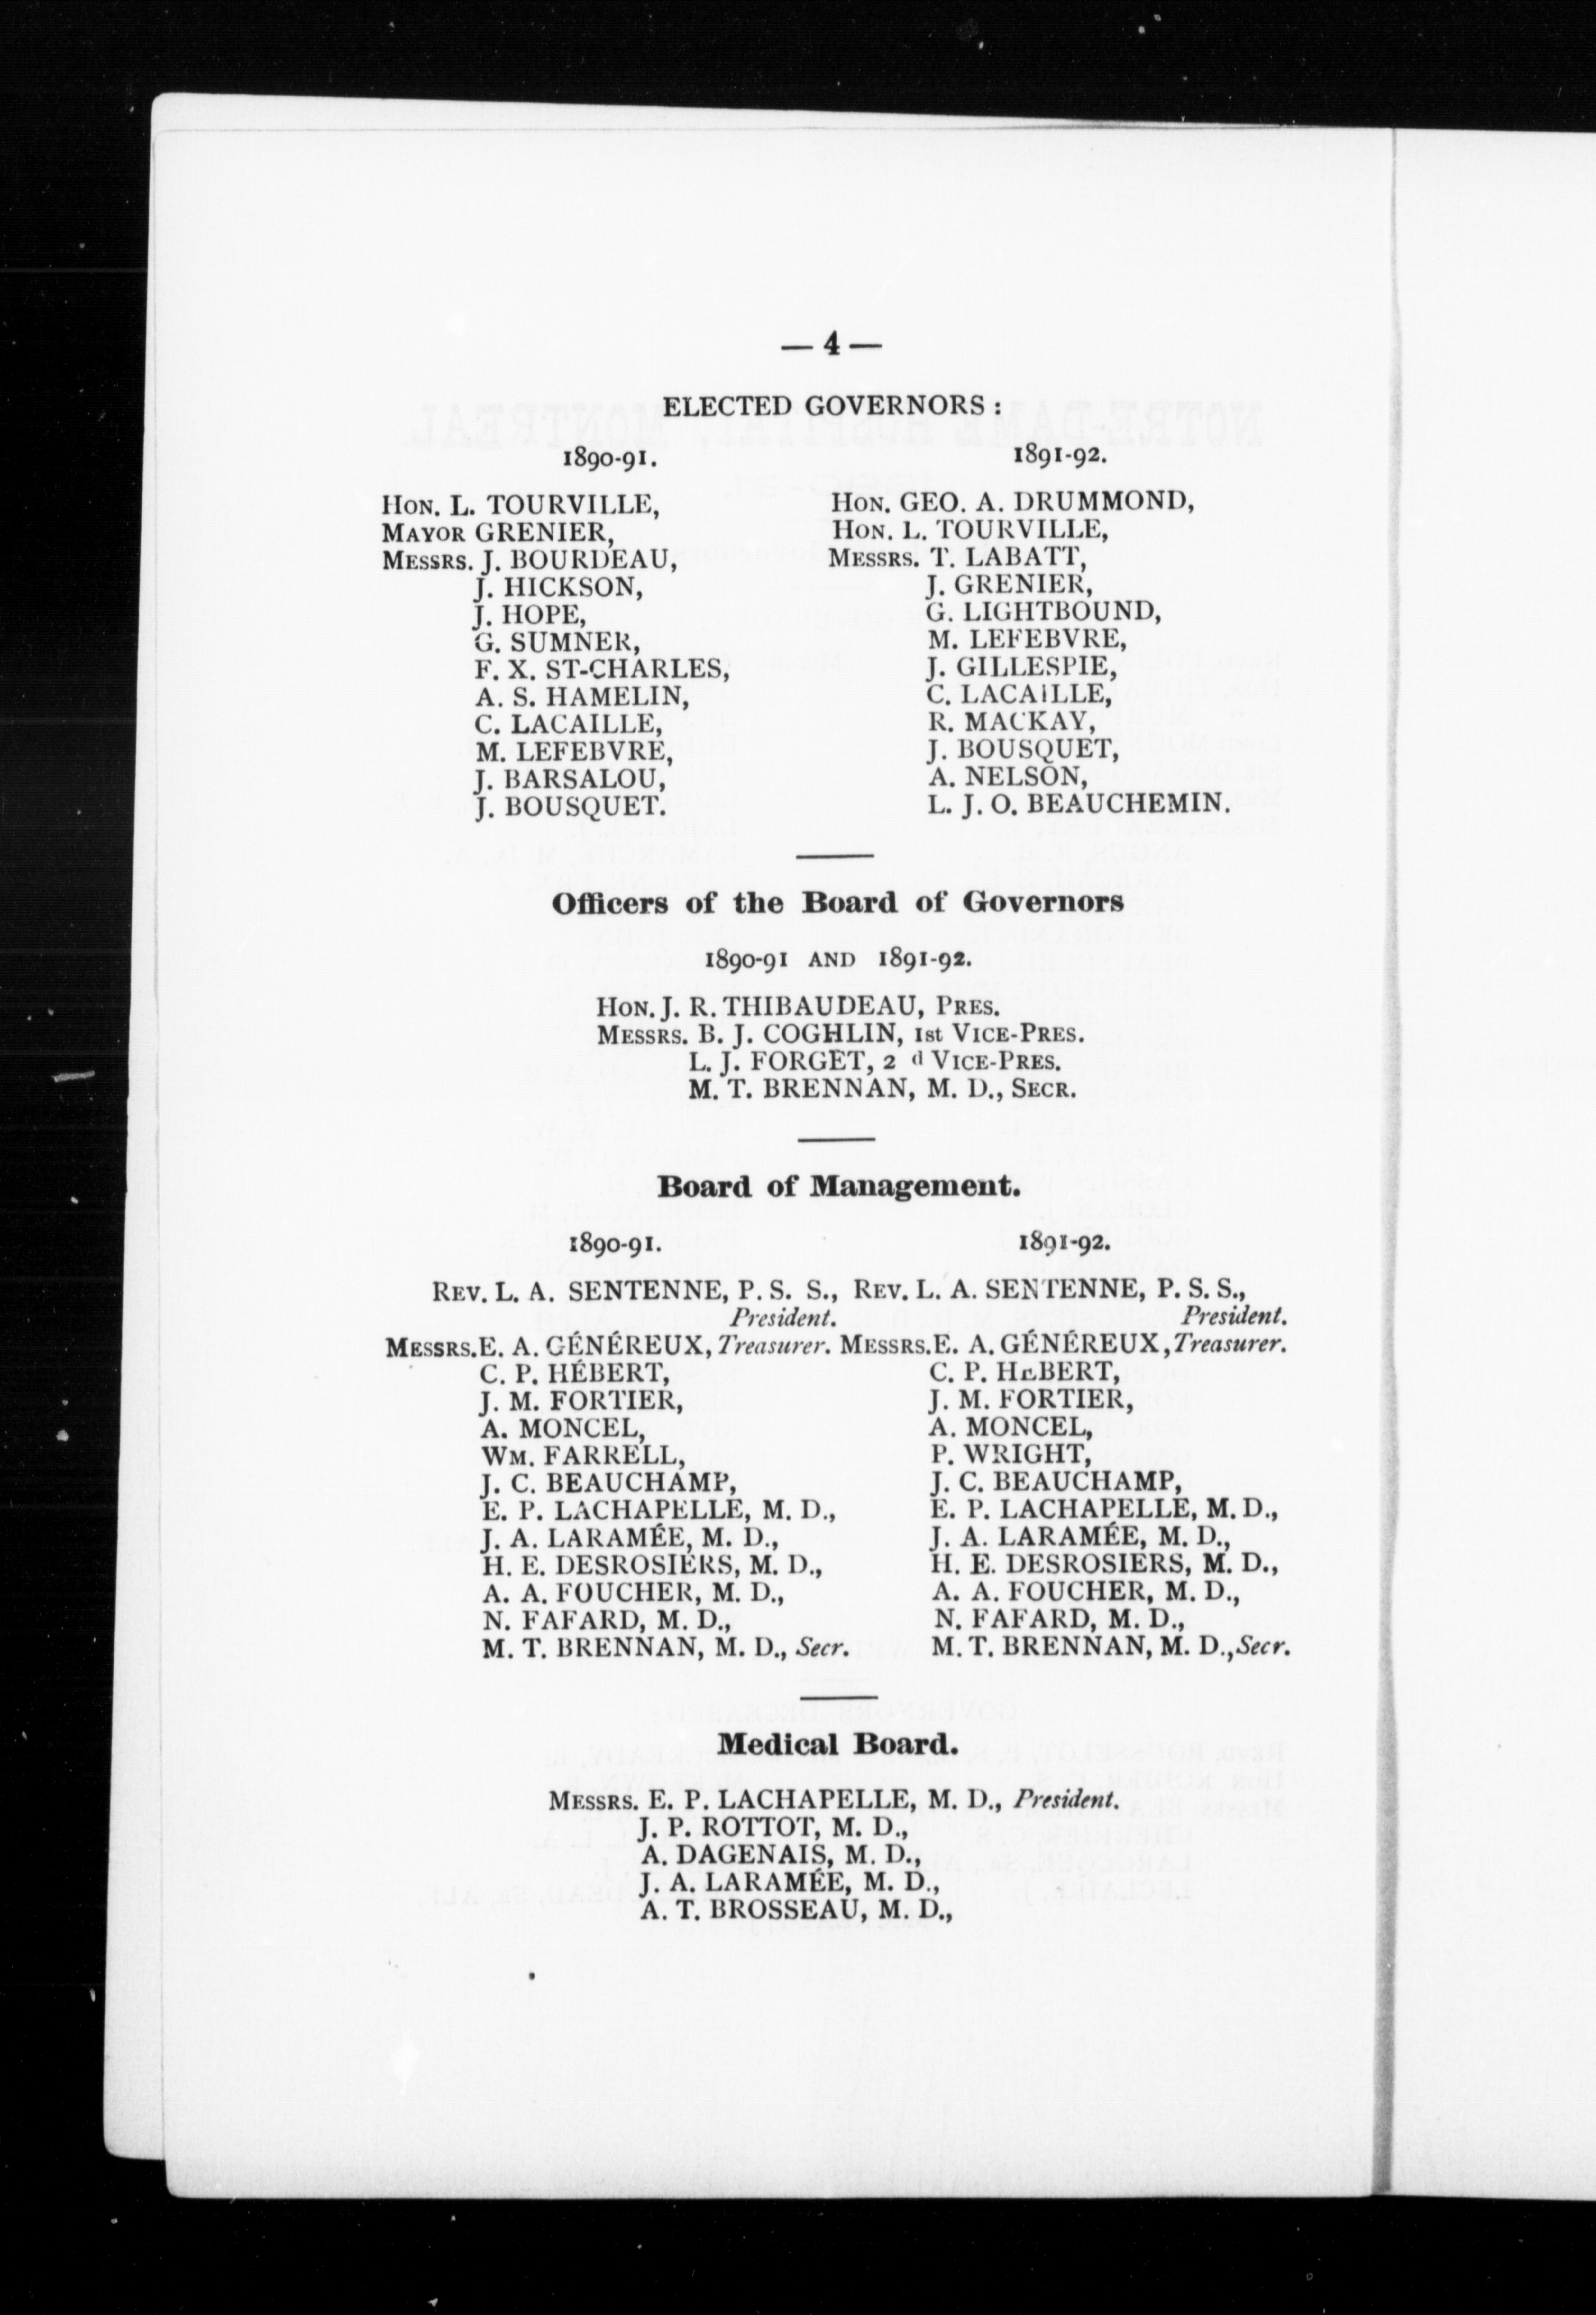 — 4 —
ELECTED GOVERNORS :
1890-91.
HON. L. TOURVILLE,
MAYOR GRENIER,
MESSRS. J. BOURDEAU,
J. HICKSON,
J. HOPE,
G. SUMNER,
F. X. ST-CHARLES,
A. S. HAMELIN,
C. LACAILLE,
M. LEFEBVRE,
J. BARSALOU,
J. BOUSQUET.
1891-92.
HON. GEO. A. DRUMMOND,
HON. L. TOURVILLE,
MESSRS. T. LABATT,
J. GRENIER,
G. LIGHTBOUND,
M. LEFEBVRE,
J. GILLESPIE,
C. LACAILLE,
R. MACKAY,
J. BOUSQUET,
A. NELSON,
L. J. O. BEAUCHEMIN.
Officers of the Board of Governors
1890-91 AND 1891-92.
HON. J. R. THIBAUDEAU, PRES.
MESSRS. B. J. COGHLIN, 1st VICE-PRES.
L. J. FORGET, 2 d VICE-PRES.
M. T. BRENNAN, M. D., SECR.
Board of Management.
1890-91.
REV. L. A. SENTENNE, P. S. S.,
President.
MESSRS. E. A. GÉNÉREUX, Treasurer.
C. P. HÉBERT,
J. M. FORTIER,
A. MONCEL,
WM. FARRELL,
J. C. BEAUCHAMP,
E. P. LACHAPELLE, M. D.,
J. A. LARAMÉE, M. D.,
H. E. DESROSIERS, M. D.,
A. A. FOUCHER, M. D.,
N. FAFARD, M. D.,
M. T. BRENNAN, M. D., Secr.
1891-92.
REV. L. A. SENTENNE, P. S. S.,
President.
MESSRS. E. A. GÉNÉREUX, Treasurer.
C. P. HÉBERT,
J. M. FORTIER,
A. MONCEL,
P. WRIGHT,
J. C. BEAUCHAMP,
E. P. LACHAPELLE, M. D.,
J. A. LARAMÉE, M. D.,
H. E. DESROSIERS, M. D.,
A. A. FOUCHER, M. D.,
N. FAFARD, M. D.,
M. T. BRENNAN, M. D., Secr.
Medical Board.
MESSRS. E. P. LACHAPELLE, M. D., President.
J. P. ROTTOT, M. D.,
A. DAGENAIS, M. D.,
J. A. LARAMÉE, M. D.,
A. T. BROSSEAU, M. D.,